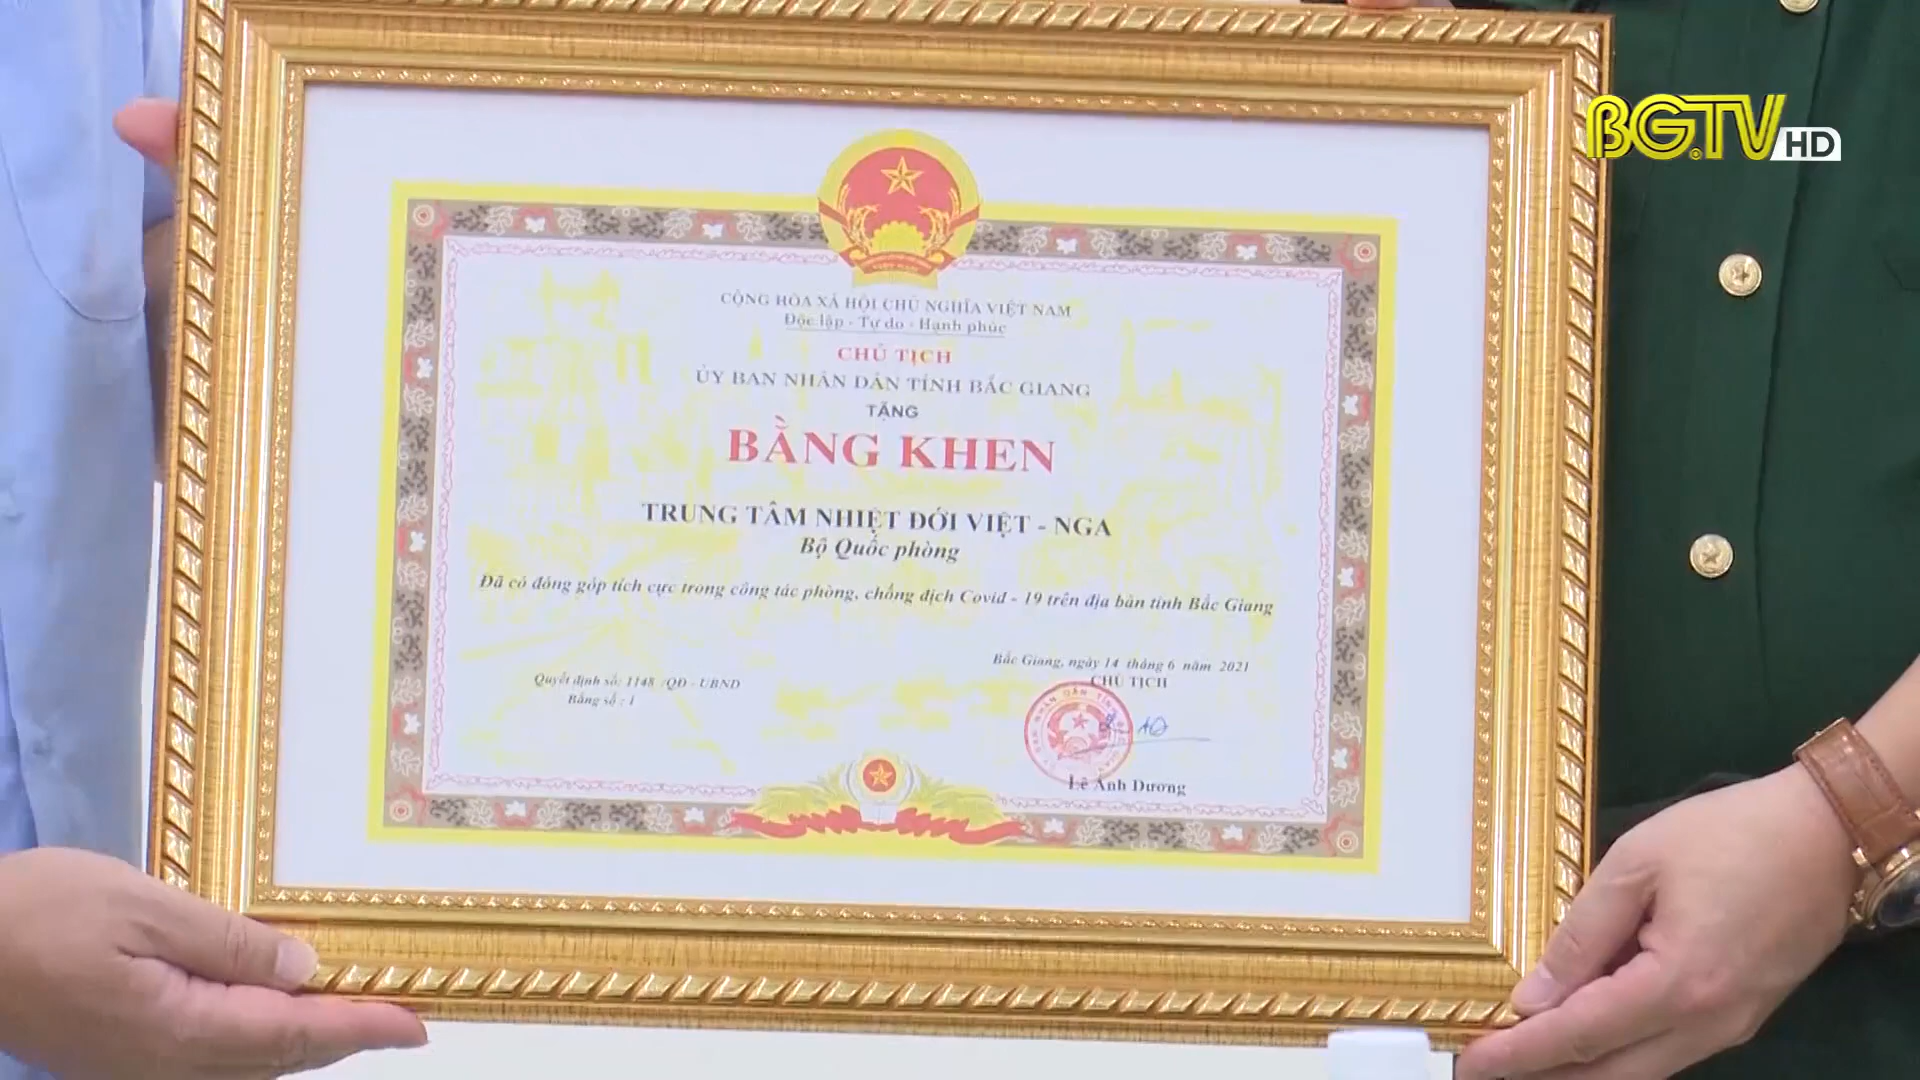 BGTV HD
CỘNG HÒA XÃ HỘI CHỦ NGHĨA VIỆT NAM
Độc lập - Tự do - Hạnh phúc
CHỦ TỊCH
ỦY BAN NHÂN DÂN TỈNH BẮC GIANG
TẶNG
BẰNG KHEN
TRUNG TÂM NHIỆT ĐỚI VIỆT - NGA
Bộ Quốc phòng
Đã có đóng góp tích cực trong công tác phòng, chống dịch Covid - 19 trên địa bàn tỉnh Bắc Giang
Bắc Giang, ngày 14 tháng 6 năm 2021
CHỦ TỊCH
Quyết định số: 1148 /QĐ - UBND
Bằng số : 1
Lê Ánh Dương